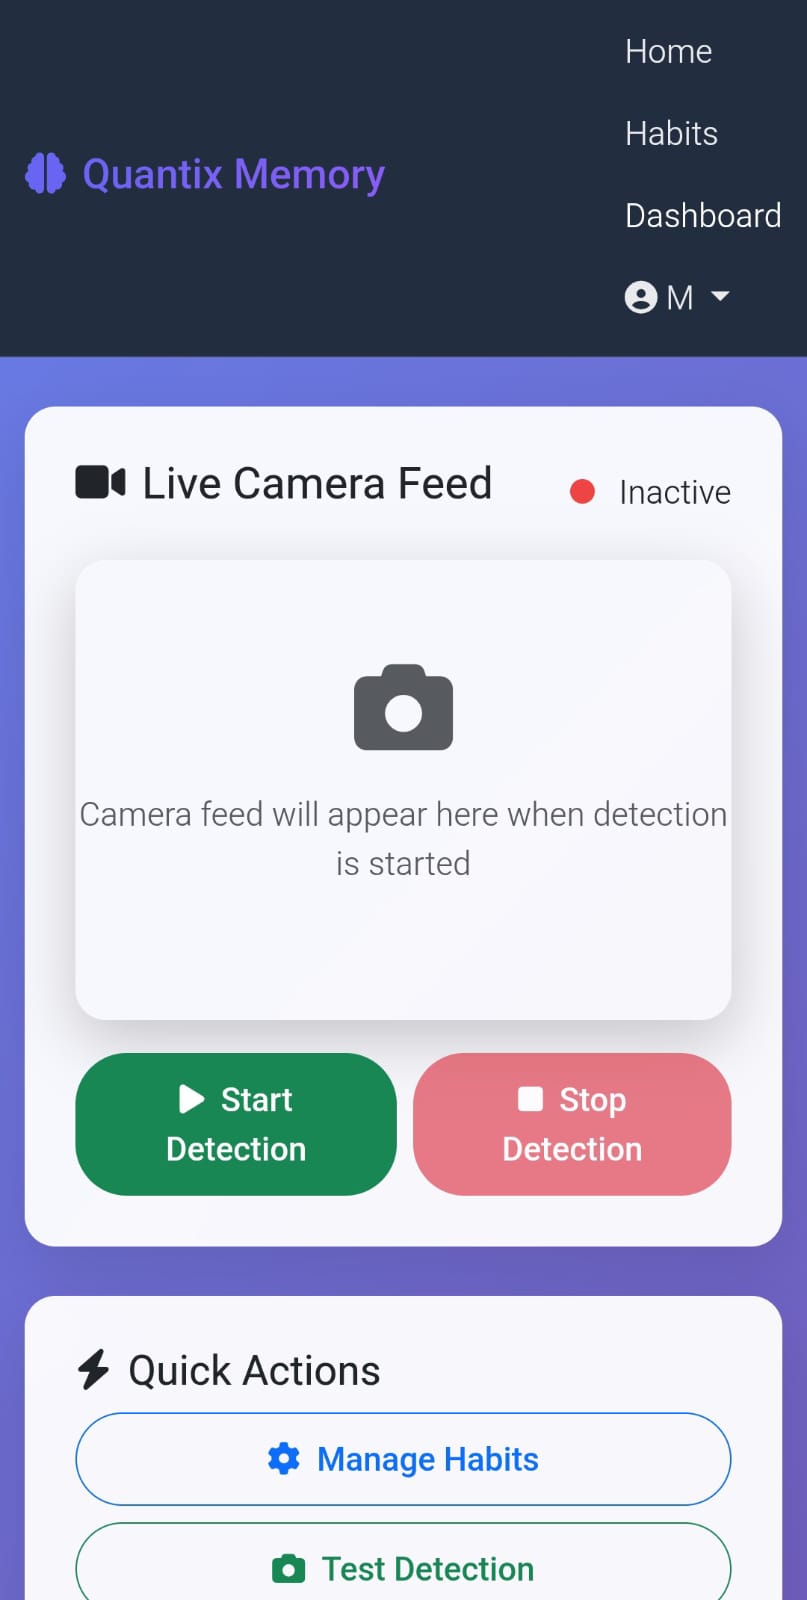 Home
Habits
Quantix Memory
Dashboard
M
Live Camera Feed
Inactive
Camera feed will appear here when detection
is started
Start
Detection
Stop
Detection
Quick Actions
Manage Habits
Test Detection